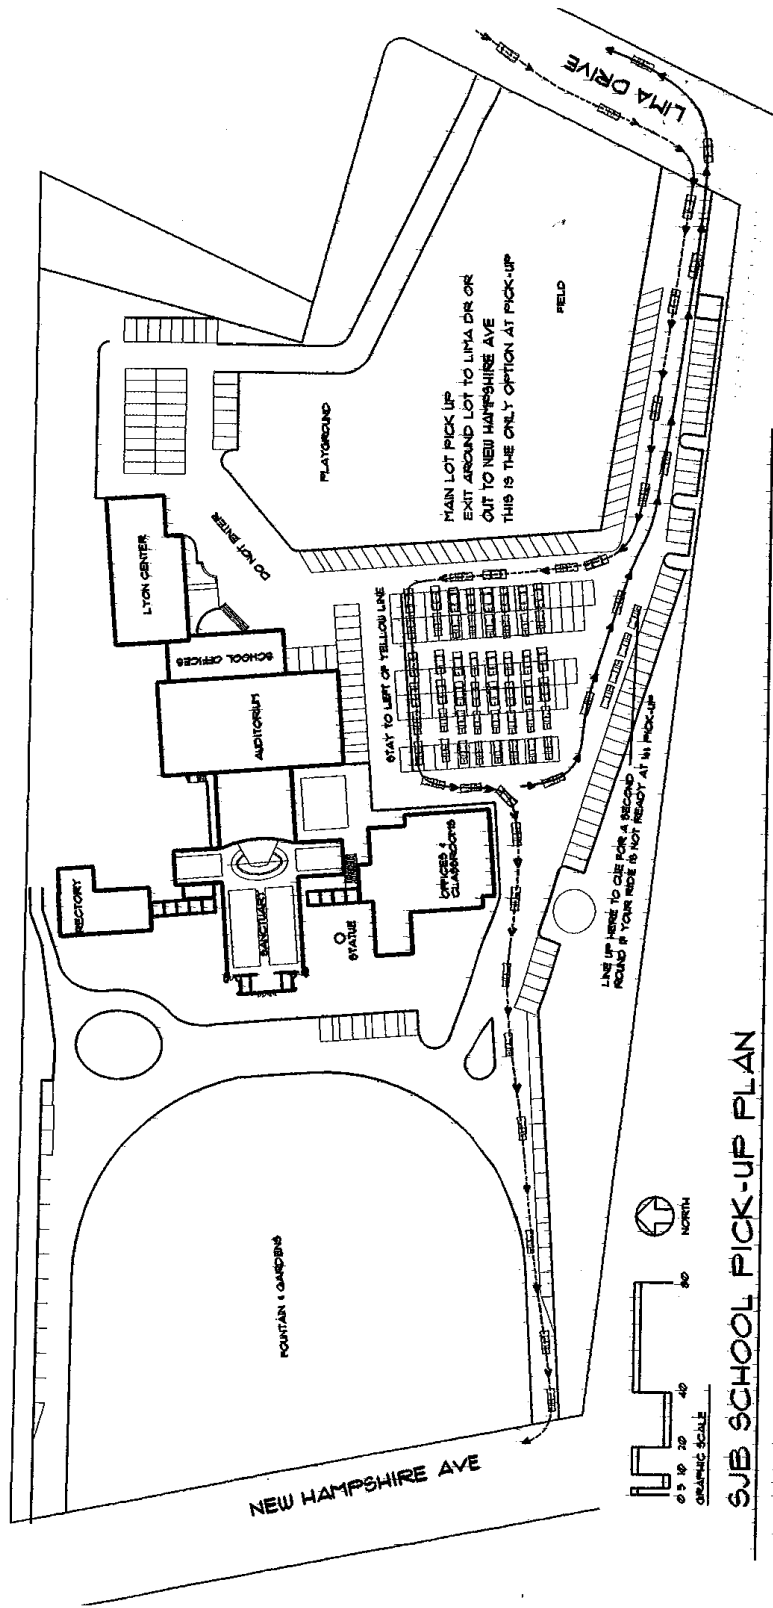 LIMA DRIVE
MAIN LOT PICK UP
EXIT AROUND LOT TO LIMA DR OR
OUT TO NEW HAMPSHIRE AVE
THIS IS THE ONLY OPTION AT PICK-UP
FIELD
PLAYGROUND
DO NOT ENTER
LYON CENTER
SCHOOL OFFICES
AUDITORIUM
STAY TO LEFT OF YELLOW LINE
RECTORY
SANCTUARY
STATUE
OFFICES &
CLASSROOMS
LINE UP HERE TO CUE FOR A SECOND
ROUND IF YOUR RIDE IS NOT READY AT 1st PICK-UP
FOUNTAIN & GARDENS
NEW HAMPSHIRE AVE
NORTH
0 5 10 20 40 80
GRAPHIC SCALE
SJB SCHOOL PICK-UP PLAN